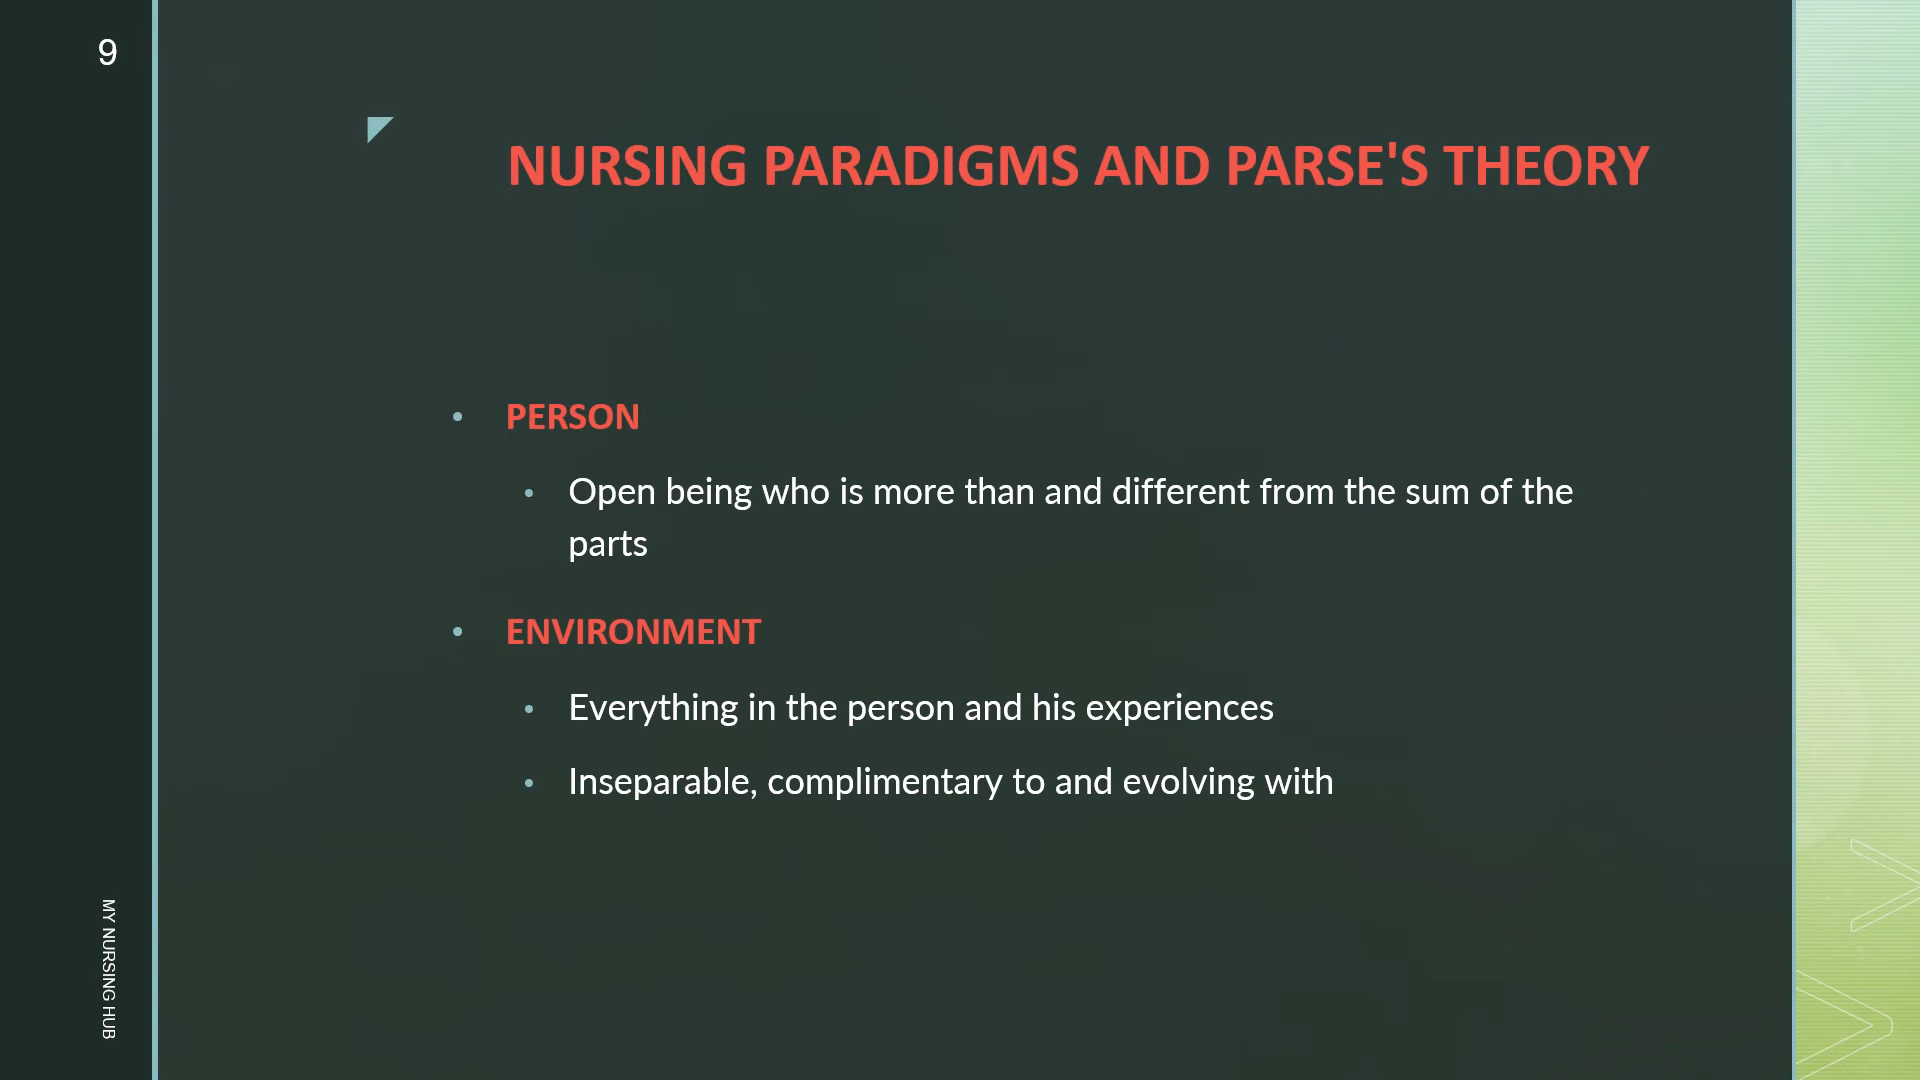 9
NURSING PARADIGMS AND PARSE'S THEORY
• PERSON
• Open being who is more than and different from the sum of the
parts
• ENVIRONMENT
• Everything in the person and his experiences
• Inseparable, complimentary to and evolving with
MY NURSING HUB